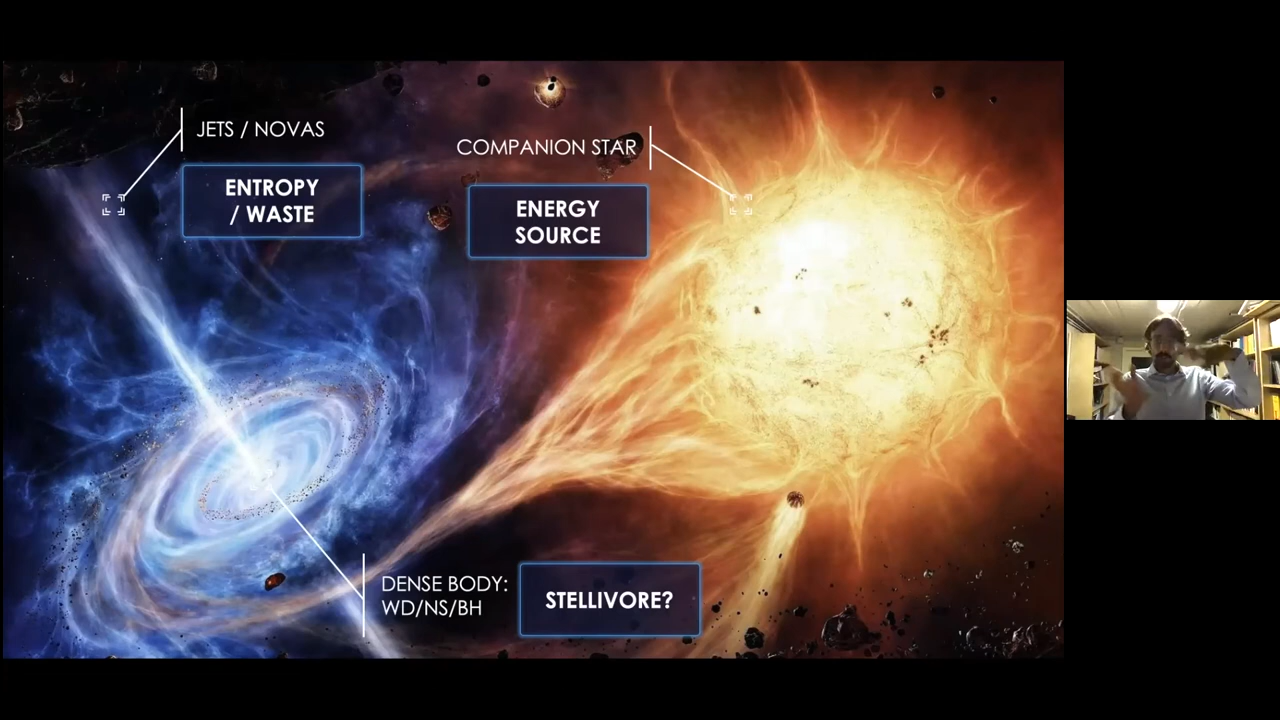 JETS / NOVAS
ENTROPY
/ WASTE
COMPANION STAR
ENERGY
SOURCE
DENSE BODY:
WD/NS/BH
STELLIVORE?